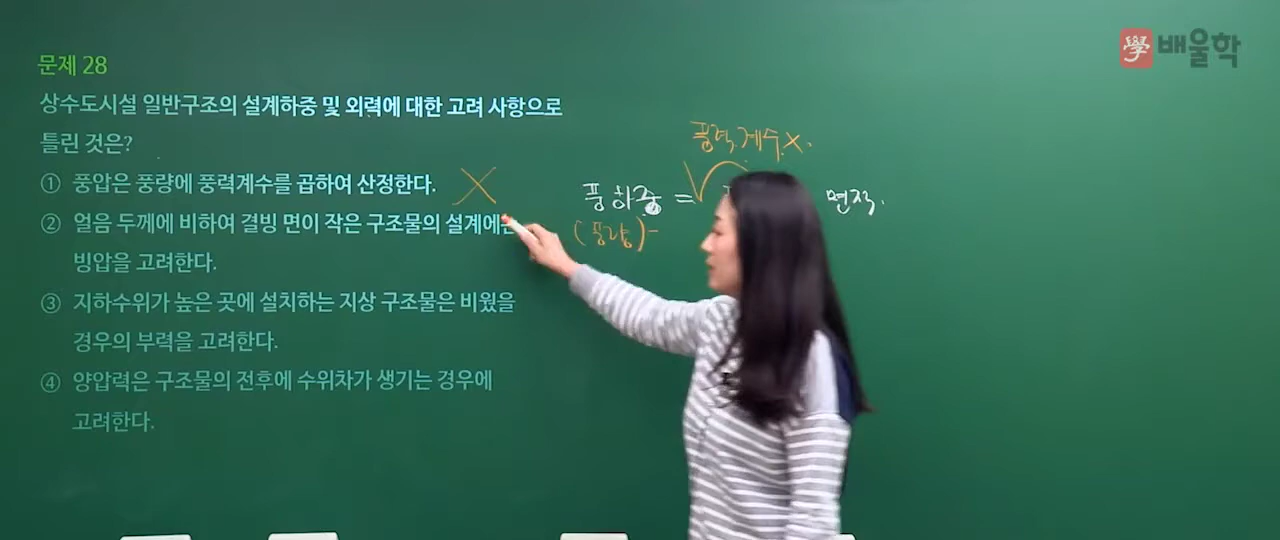 學 배울학
문제 28
상수도시설 일반구조의 설계하중 및 외력에 대한 고려 사항으로
틀린 것은?
① 풍압은 풍량에 풍력계수를 곱하여 산정한다.
② 얼음 두께에 비하여 결빙 면이 작은 구조물의 설계에는
빙압을 고려한다.
③ 지하수위가 높은 곳에 설치하는 지상 구조물은 비웠을
경우의 부력을 고려한다.
④ 양압력은 구조물의 전후에 수위차가 생기는 경우에
고려한다.
X
풍력계수 x.
풍하중 = 면적.
(풍량)